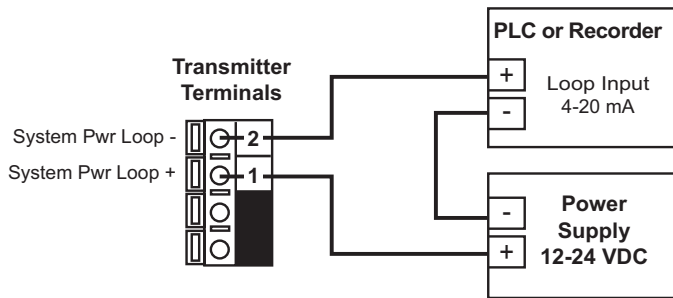 PLC or Recorder
+
Loop Input
-
4-20 mA
Transmitter
Terminals
System Pwr Loop -
2
System Pwr Loop +
1
-
Power
Supply
+
12-24 VDC